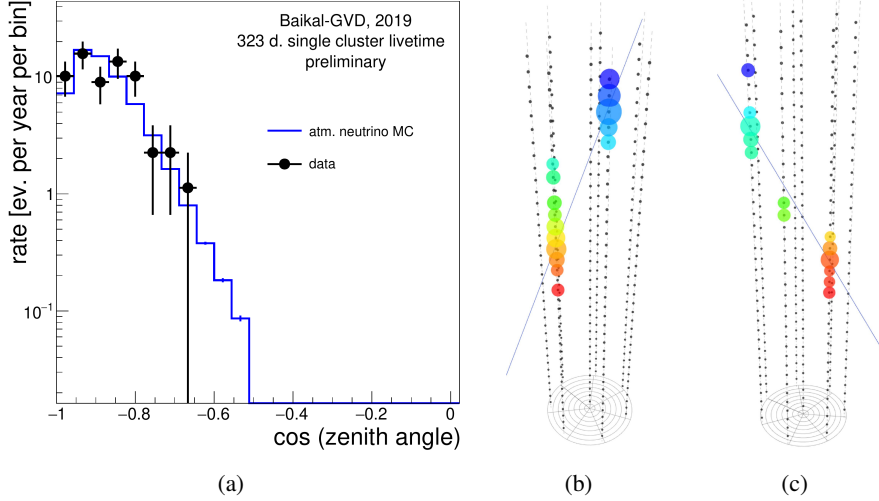 Baikal-GVD, 2019
323 d. single cluster livetime
preliminary
rate [ev. per year per bin]
10
1
10⁻¹
atm. neutrino MC
data
−1 −0.8 −0.6 −0.4 −0.2 0
cos (zenith angle)
(a) (b) (c)